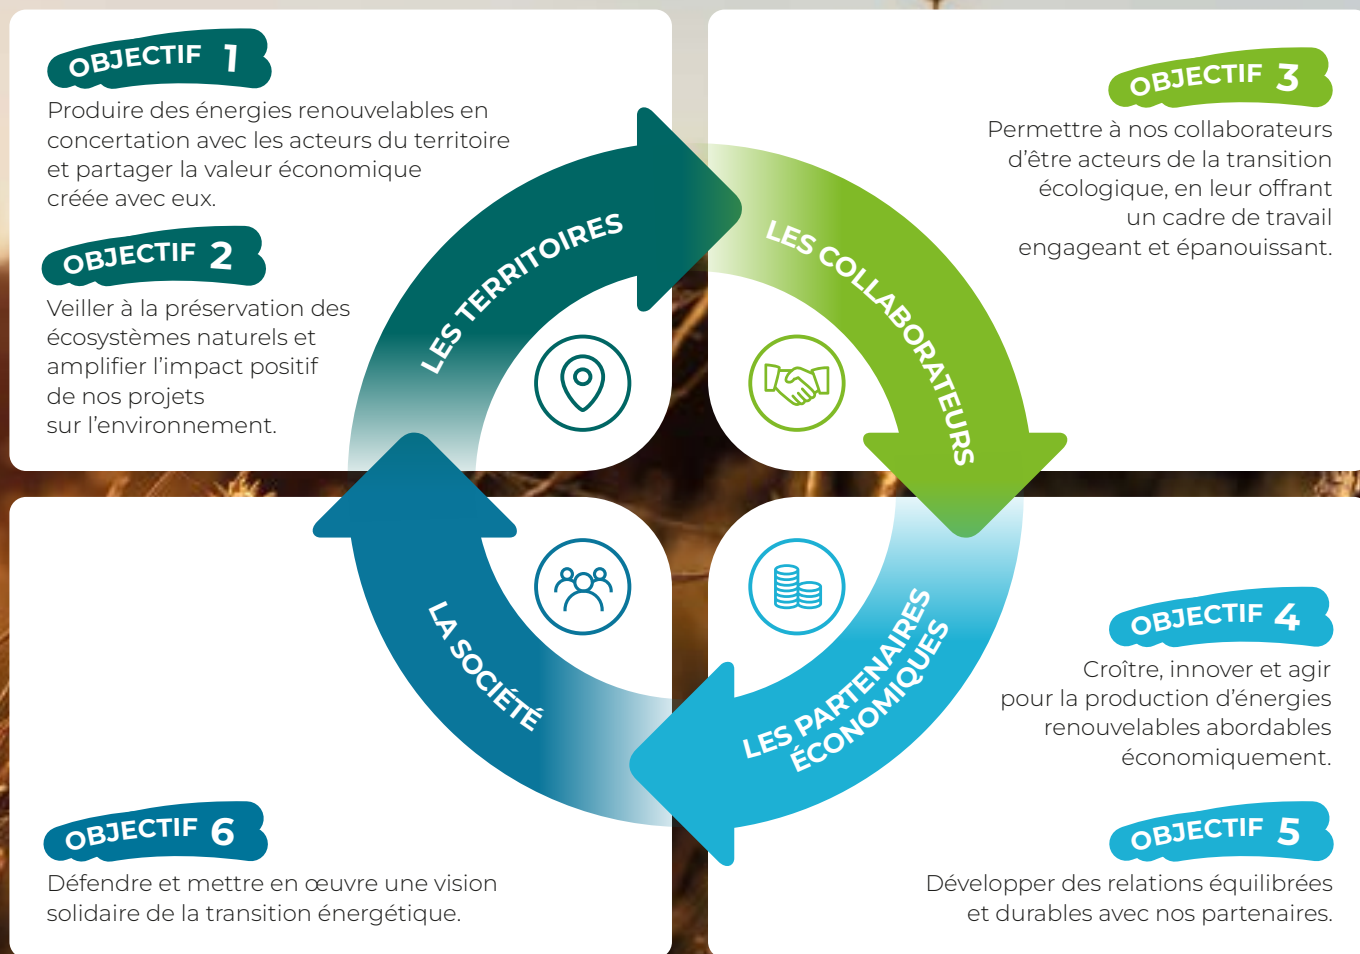 OBJECTIF 1
Produire des énergies renouvelables en
concertation avec les acteurs du territoire
et partager la valeur économique
créée avec eux.
OBJECTIF 2
Veiller à la préservation des
écosystèmes naturels et
amplifier l’impact positif
de nos projets
sur l’environnement.
LES TERRITOIRES
OBJECTIF 3
Permettre à nos collaborateurs
d’être acteurs de la transition
écologique, en leur offrant
un cadre de travail
engageant et épanouissant.
LES COLLABORATEURS
OBJECTIF 4
Croître, innover et agir
pour la production d’énergies
renouvelables abordables
économiquement.
OBJECTIF 5
Développer des relations équilibrées
et durables avec nos partenaires.
LES PARTENAIRES
ÉCONOMIQUES
LA SOCIÉTÉ
OBJECTIF 6
Défendre et mettre en œuvre une vision
solidaire de la transition énergétique.